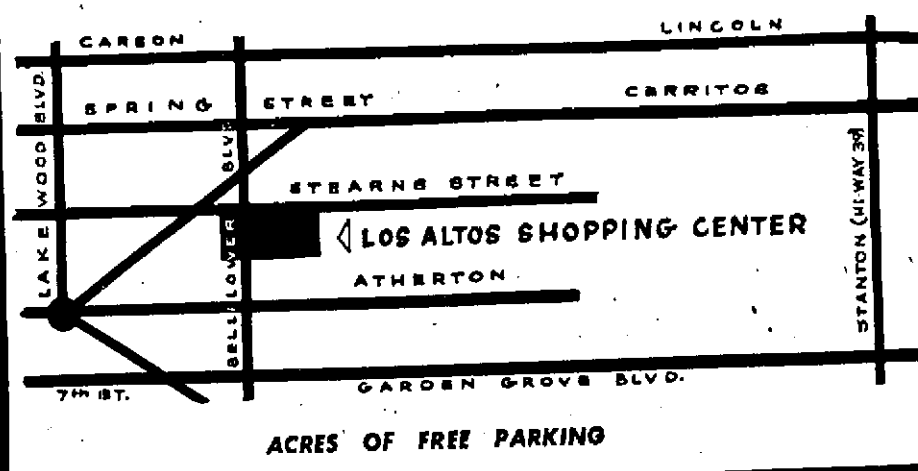 CARSON
LINCOLN
LAKE WOOD BLVD.
SPRING STREET
CERRITOS
BELLFLOWER BLVD
STEARNS STREET
LOS ALTOS SHOPPING CENTER
ATHERTON
STANTON (HI-WAY 39)
7TH ST.
GARDEN GROVE BLVD.
ACRES OF FREE PARKING